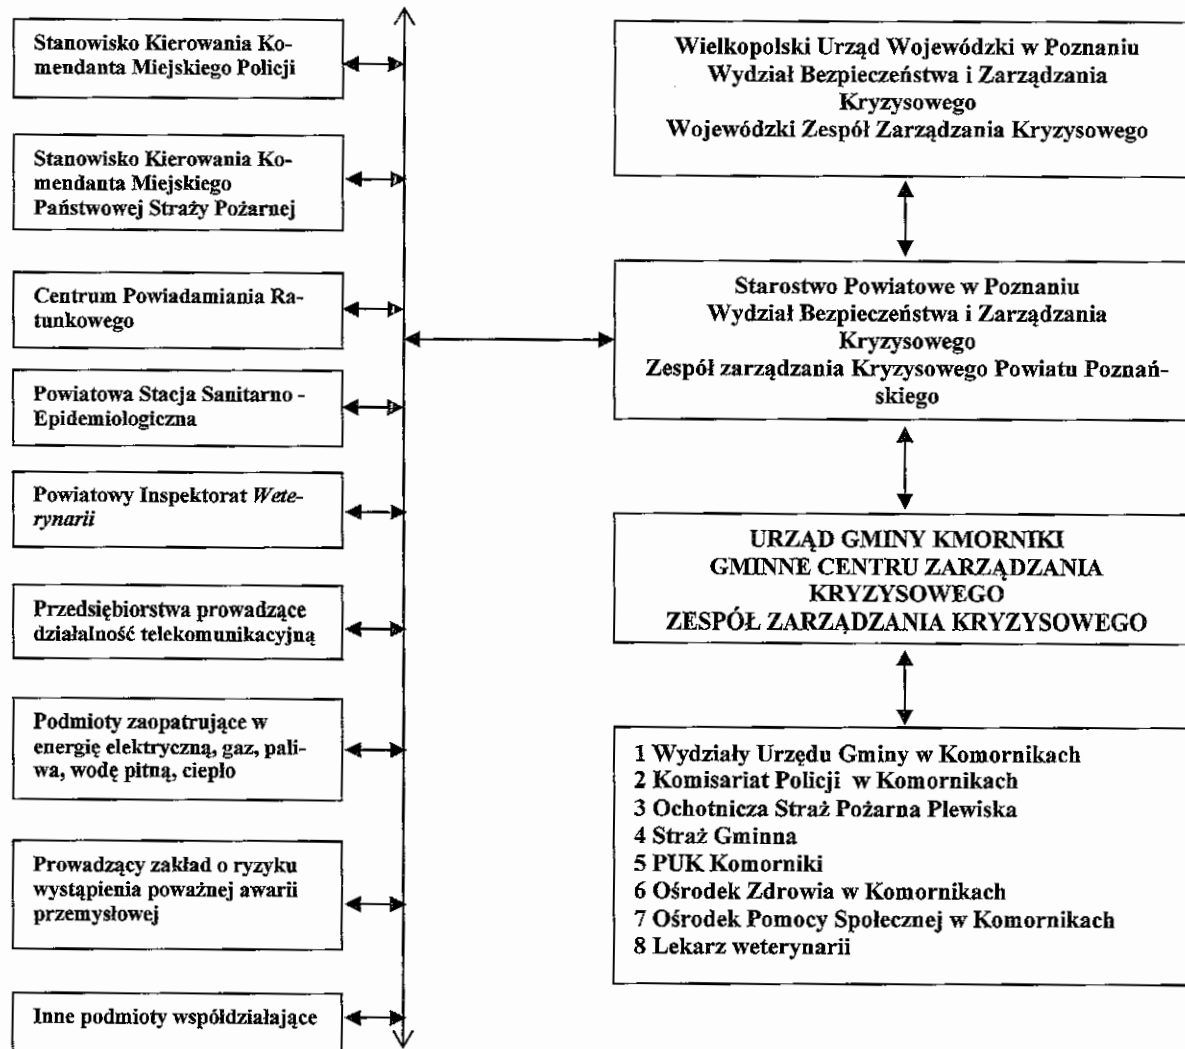 Stanowisko Kierowania Ko-
mendanta Miejskiego Policji
Stanowisko Kierowania Ko-
mendanta Miejskiego
Państwowej Straży Pożarnej
Centrum Powiadamiania Ra-
tunkowego
Powiatowa Stacja Sanitarno -
Epidemiologiczna
Powiatowy Inspektorat Wete-
rynarii
Przedsiębiorstwa prowadzące
działalność telekomunikacyjną
Podmioty zaopatrujące w
energię elektryczną, gaz, pali-
wa, wodę pitną, ciepło
Prowadzący zakład o ryzyku
wystąpienia poważnej awarii
przemysłowej
Inne podmioty współdziałające
Wielkopolski Urząd Wojewódzki w Poznaniu
Wydział Bezpieczeństwa i Zarządzania
Kryzysowego
Wojewódzki Zespół Zarządzania Kryzysowego
Starostwo Powiatowe w Poznaniu
Wydział Bezpieczeństwa i Zarządzania
Kryzysowego
Zespół zarządzania Kryzysowego Powiatu Poznań-
skiego
URZĄD GMINY KMORNIKI
GMINNE CENTRU ZARZĄDZANIA
KRYZYSOWEGO
ZESPÓŁ ZARZĄDZANIA KRYZYSOWEGO
1 Wydziały Urzędu Gminy w Komornikach
2 Komisariat Policji w Komornikach
3 Ochotnicza Straż Pożarna Plewiska
4 Straż Gminna
5 PUK Komorniki
6 Ośrodek Zdrowia w Komornikach
7 Ośrodek Pomocy Społecznej w Komornikach
8 Lekarz weterynarii